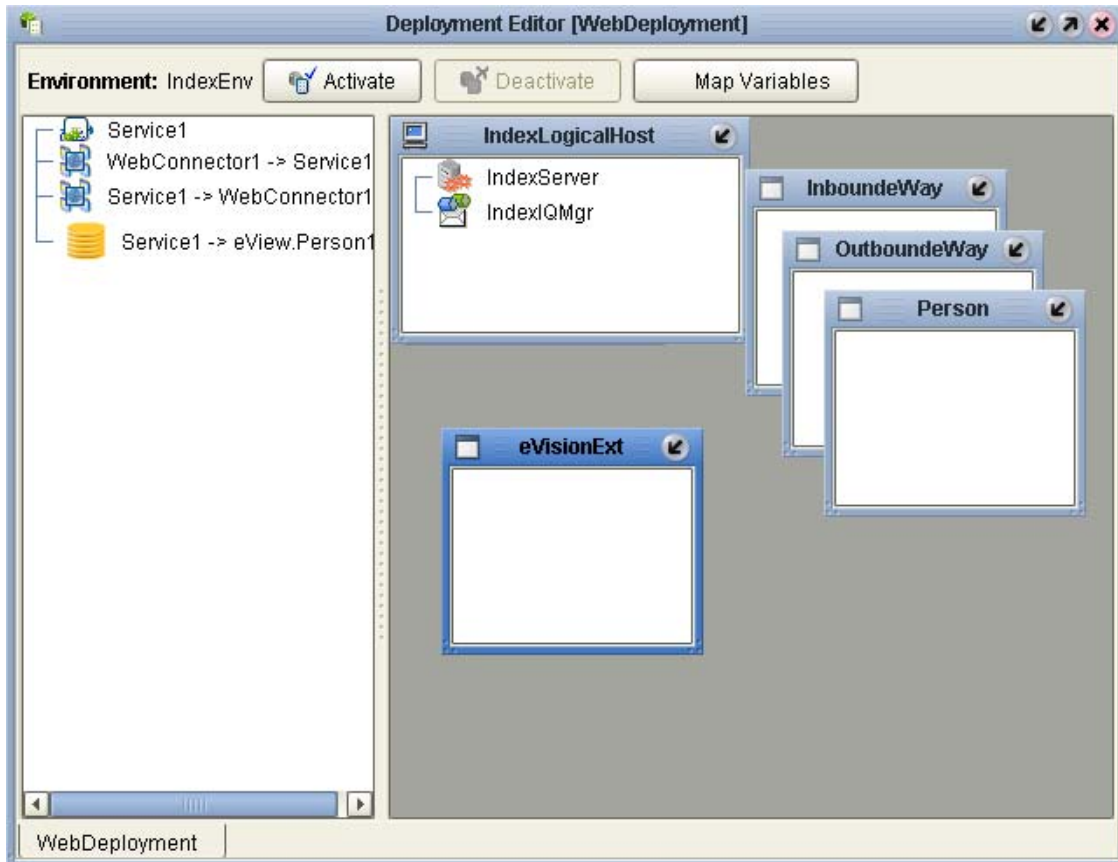 Deployment Editor [WebDeployment]
Environment: IndexEnv Activate Deactivate Map Variables
Service1
WebConnector1 -> Service1
Service1 -> WebConnector1
Service1 -> eView.Person1
IndexLogicalHost
IndexServer
IndexIQMgr
InboundeWay
OutboundeWay
Person
eVisionExt
WebDeployment